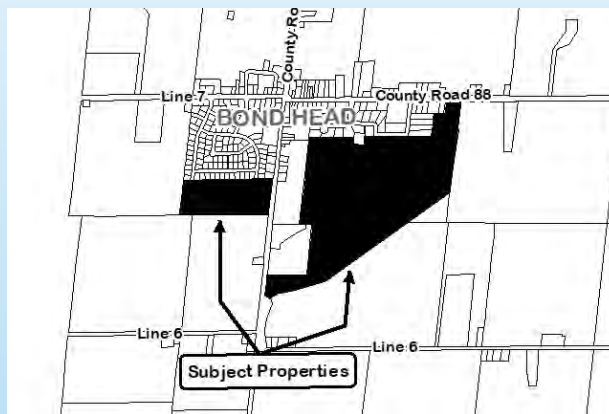 County Ro
Line 7
County Road 88
BOND HEAD
Line 6
Line 6
Subject Properties